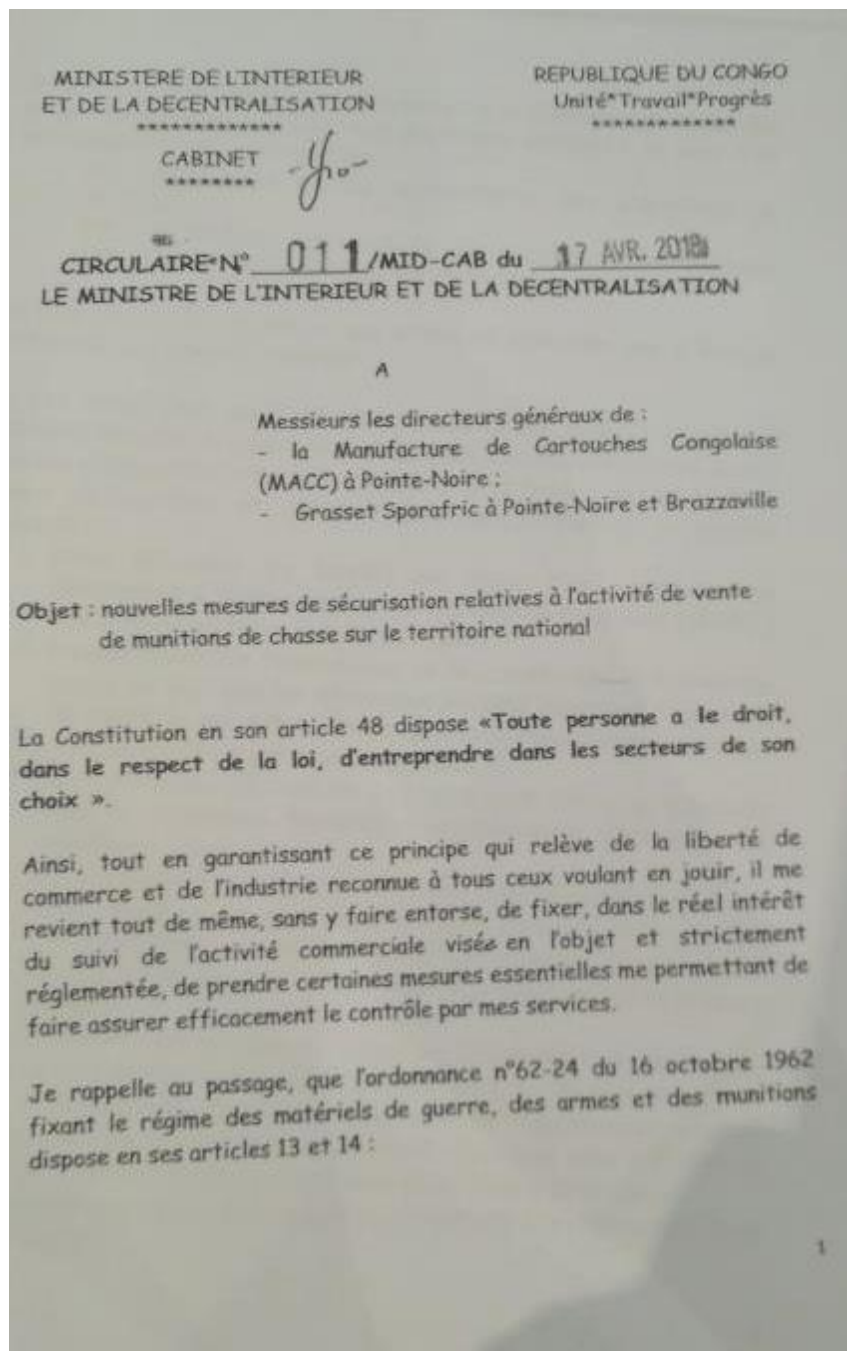 MINISTERE DE L'INTERIEUR
ET DE LA DECENTRALISATION
*************
CABINET
********
REPUBLIQUE DU CONGO
Unité*Travail*Progrès
*************
CIRCULAIRE N° 011/MID-CAB du 17 AVR. 2018
LE MINISTRE DE L'INTERIEUR ET DE LA DECENTRALISATION
A
Messieurs les directeurs généraux de :
- la Manufacture de Cartouches Congolaise
(MACC) à Pointe-Noire ;
- Grasset Sporafric à Pointe-Noire et Brazzaville
Objet : nouvelles mesures de sécurisation relatives à l'activité de vente
de munitions de chasse sur le territoire national
La Constitution en son article 48 dispose «Toute personne a le droit,
dans le respect de la loi, d'entreprendre dans les secteurs de son
choix ».
Ainsi, tout en garantissant ce principe qui relève de la liberté de
commerce et de l'industrie reconnue à tous ceux voulant en jouir, il me
revient tout de même, sans y faire entorse, de fixer, dans le réel intérêt
du suivi de l'activité commerciale visée en l'objet et strictement
réglementée, de prendre certaines mesures essentielles me permettant de
faire assurer efficacement le contrôle par mes services.
Je rappelle au passage, que l'ordonnance n°62-24 du 16 octobre 1962
fixant le régime des matériels de guerre, des armes et des munitions
dispose en ses articles 13 et 14 :
1